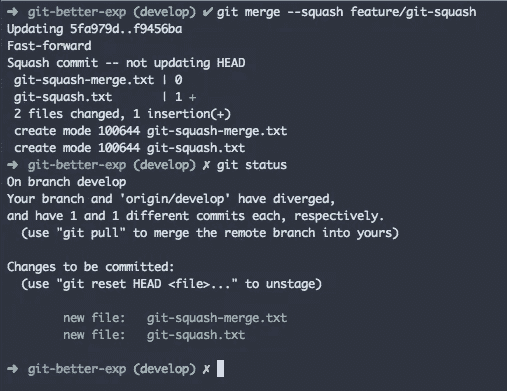 ➜ git-better-exp (develop) ✔ git merge --squash feature/git-squash
Updating 5fa979d..f9456ba
Fast-forward
Squash commit -- not updating HEAD
git-squash-merge.txt | 0
git-squash.txt | 1 +
2 files changed, 1 insertion(+)
create mode 100644 git-squash-merge.txt
create mode 100644 git-squash.txt
➜ git-better-exp (develop) ✗ git status
On branch develop
Your branch and 'origin/develop' have diverged,
and have 1 and 1 different commits each, respectively.
(use "git pull" to merge the remote branch into yours)
Changes to be committed:
(use "git reset HEAD <file>..." to unstage)
new file: git-squash-merge.txt
new file: git-squash.txt
➜ git-better-exp (develop) ✗